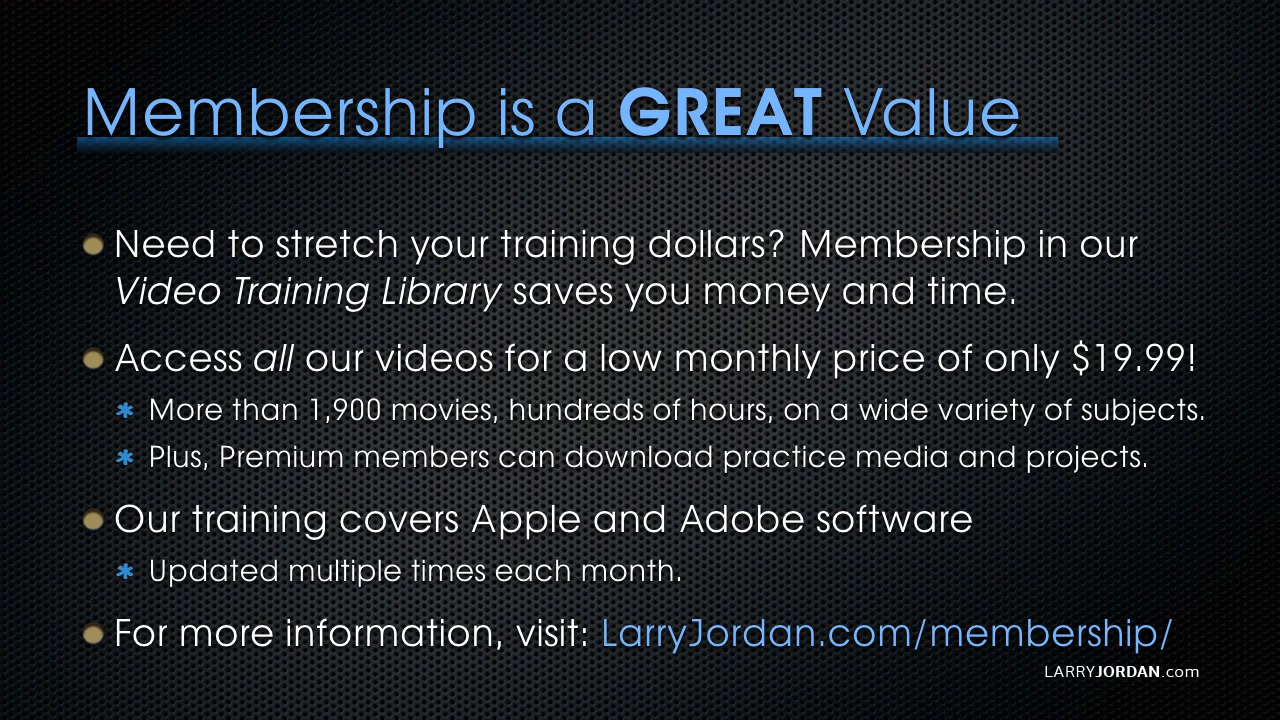 Membership is a GREAT Value
Need to stretch your training dollars? Membership in our
Video Training Library saves you money and time.
Access all our videos for a low monthly price of only $19.99!
More than 1,900 movies, hundreds of hours, on a wide variety of subjects.
Plus, Premium members can download practice media and projects.
Our training covers Apple and Adobe software
Updated multiple times each month.
For more information, visit: LarryJordan.com/membership/
LARRYJORDAN.com